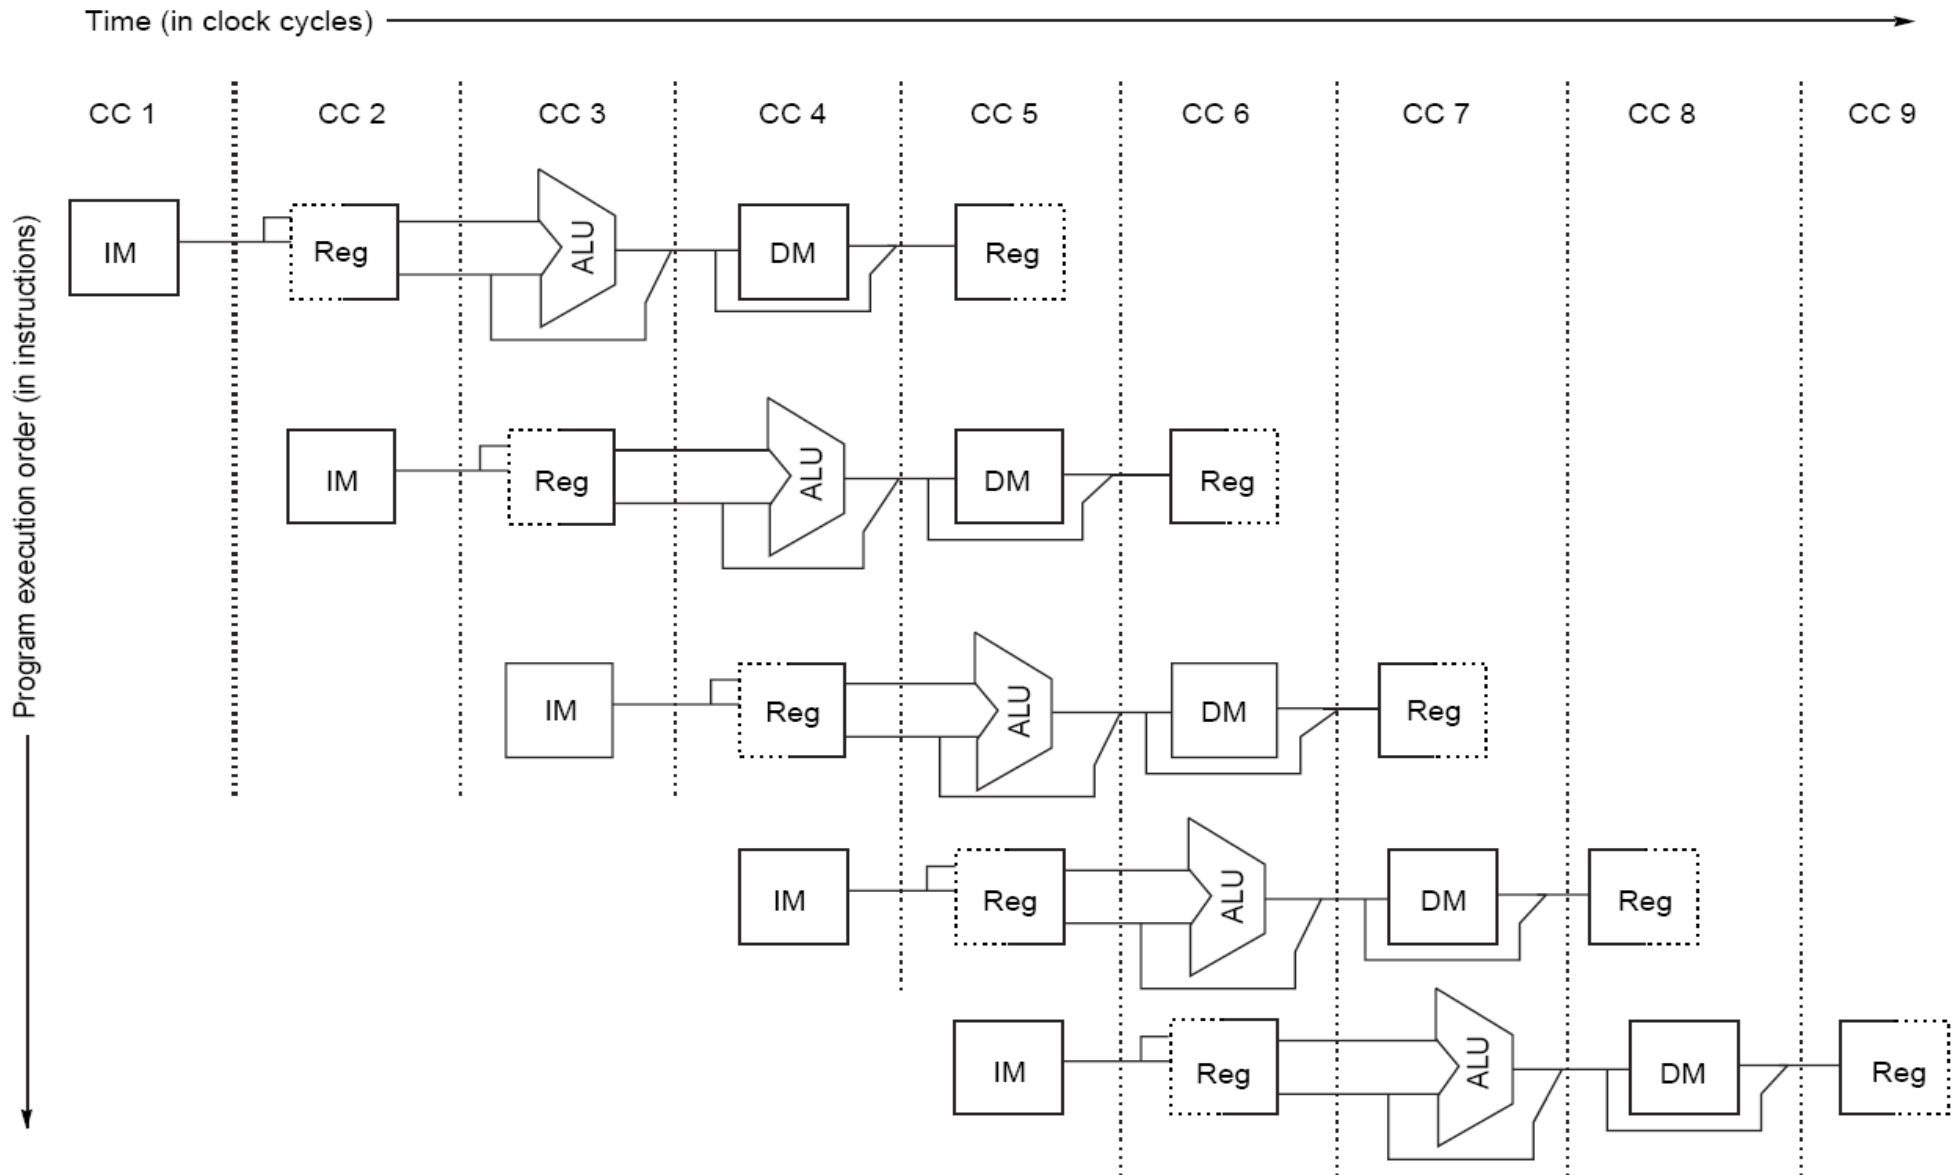 Time (in clock cycles)
CC 1 CC 2 CC 3 CC 4 CC 5 CC 6 CC 7 CC 8 CC 9
Program execution order (in instructions)
IM Reg ALU DM Reg
IM Reg ALU DM Reg
IM Reg ALU DM Reg
IM Reg ALU DM Reg
IM Reg ALU DM Reg